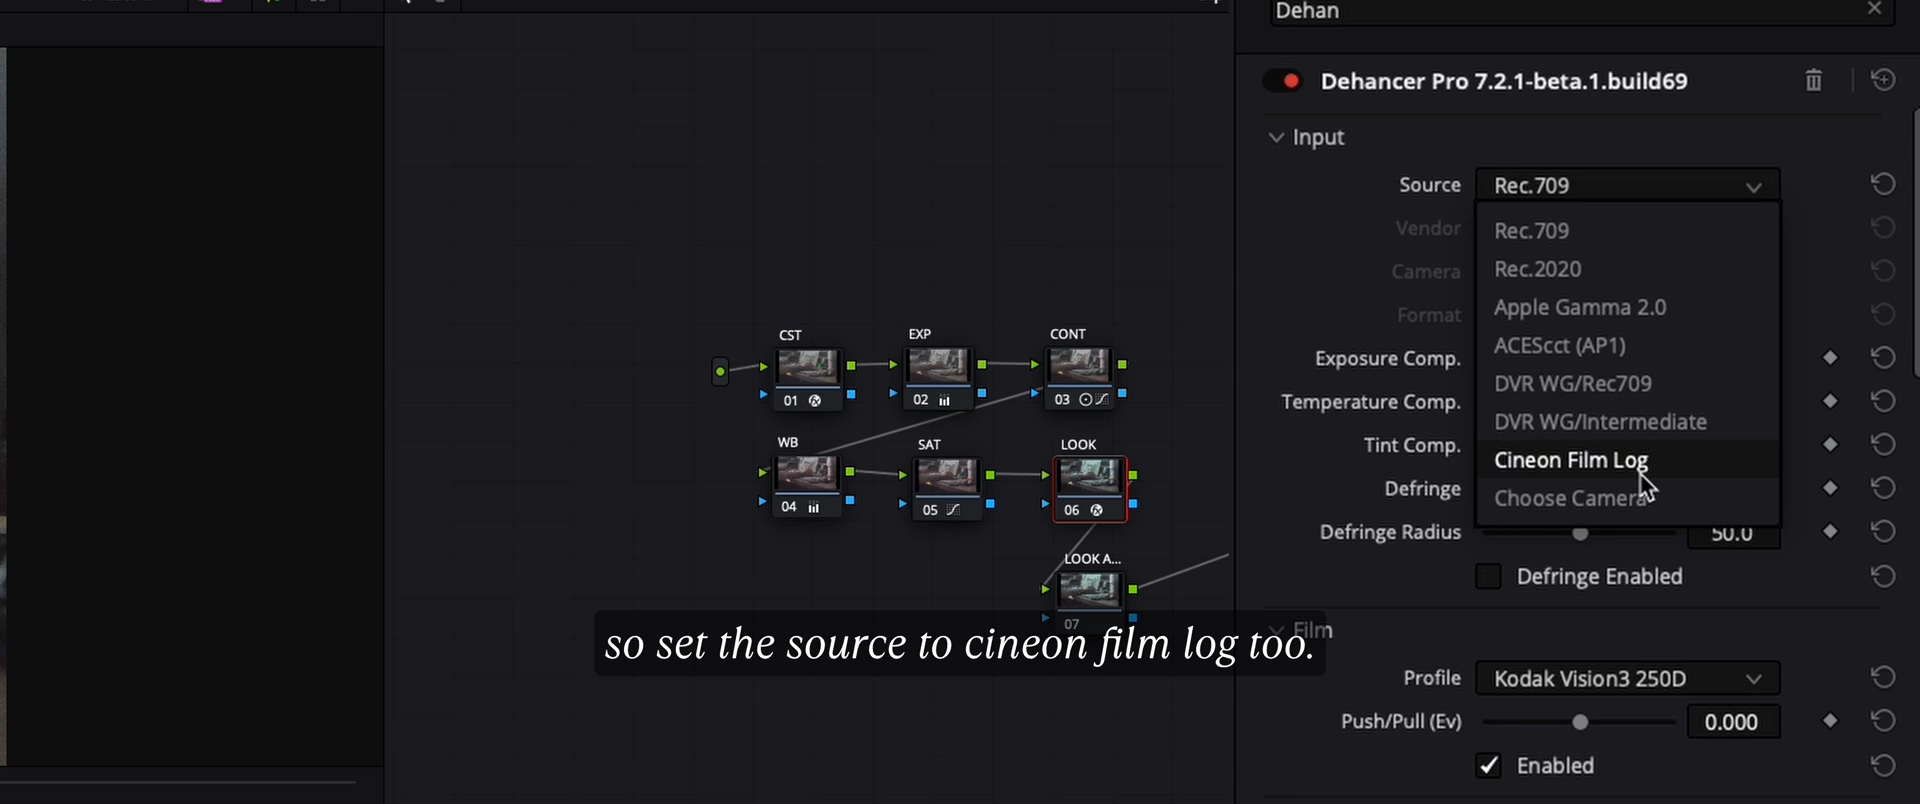 Dehan
Dehancer Pro 7.2.1-beta.1.build69
Input
Source Rec.709
Vendor
Camera
Format
Rec.709
Rec.2020
Apple Gamma 2.0
ACEScct (AP1)
DVR WG/Rec709
DVR WG/Intermediate
Cineon Film Log
Choose Camera
Exposure Comp.
Temperature Comp.
Tint Comp.
Defringe
Defringe Radius 50.0
Defringe Enabled
Film
Profile Kodak Vision3 250D
Push/Pull (Ev) 0.000
Enabled
CST
EXP
CONT
01
02
03
WB
SAT
LOOK
04
05
06
LOOK A...
07
so set the source to cineon film log too.